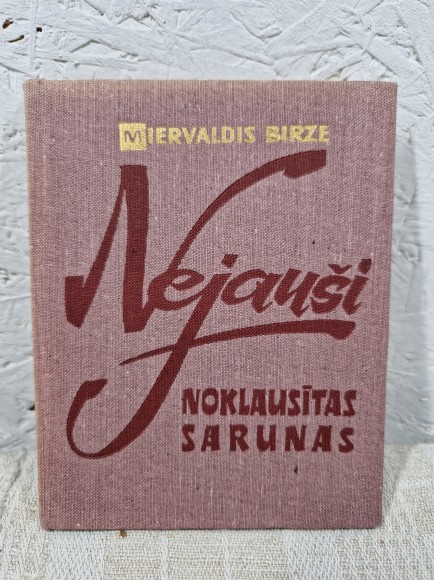 MIERVALDIS BIRZE
Nejauši
NOKLAUSĪTAS
SARUNAS